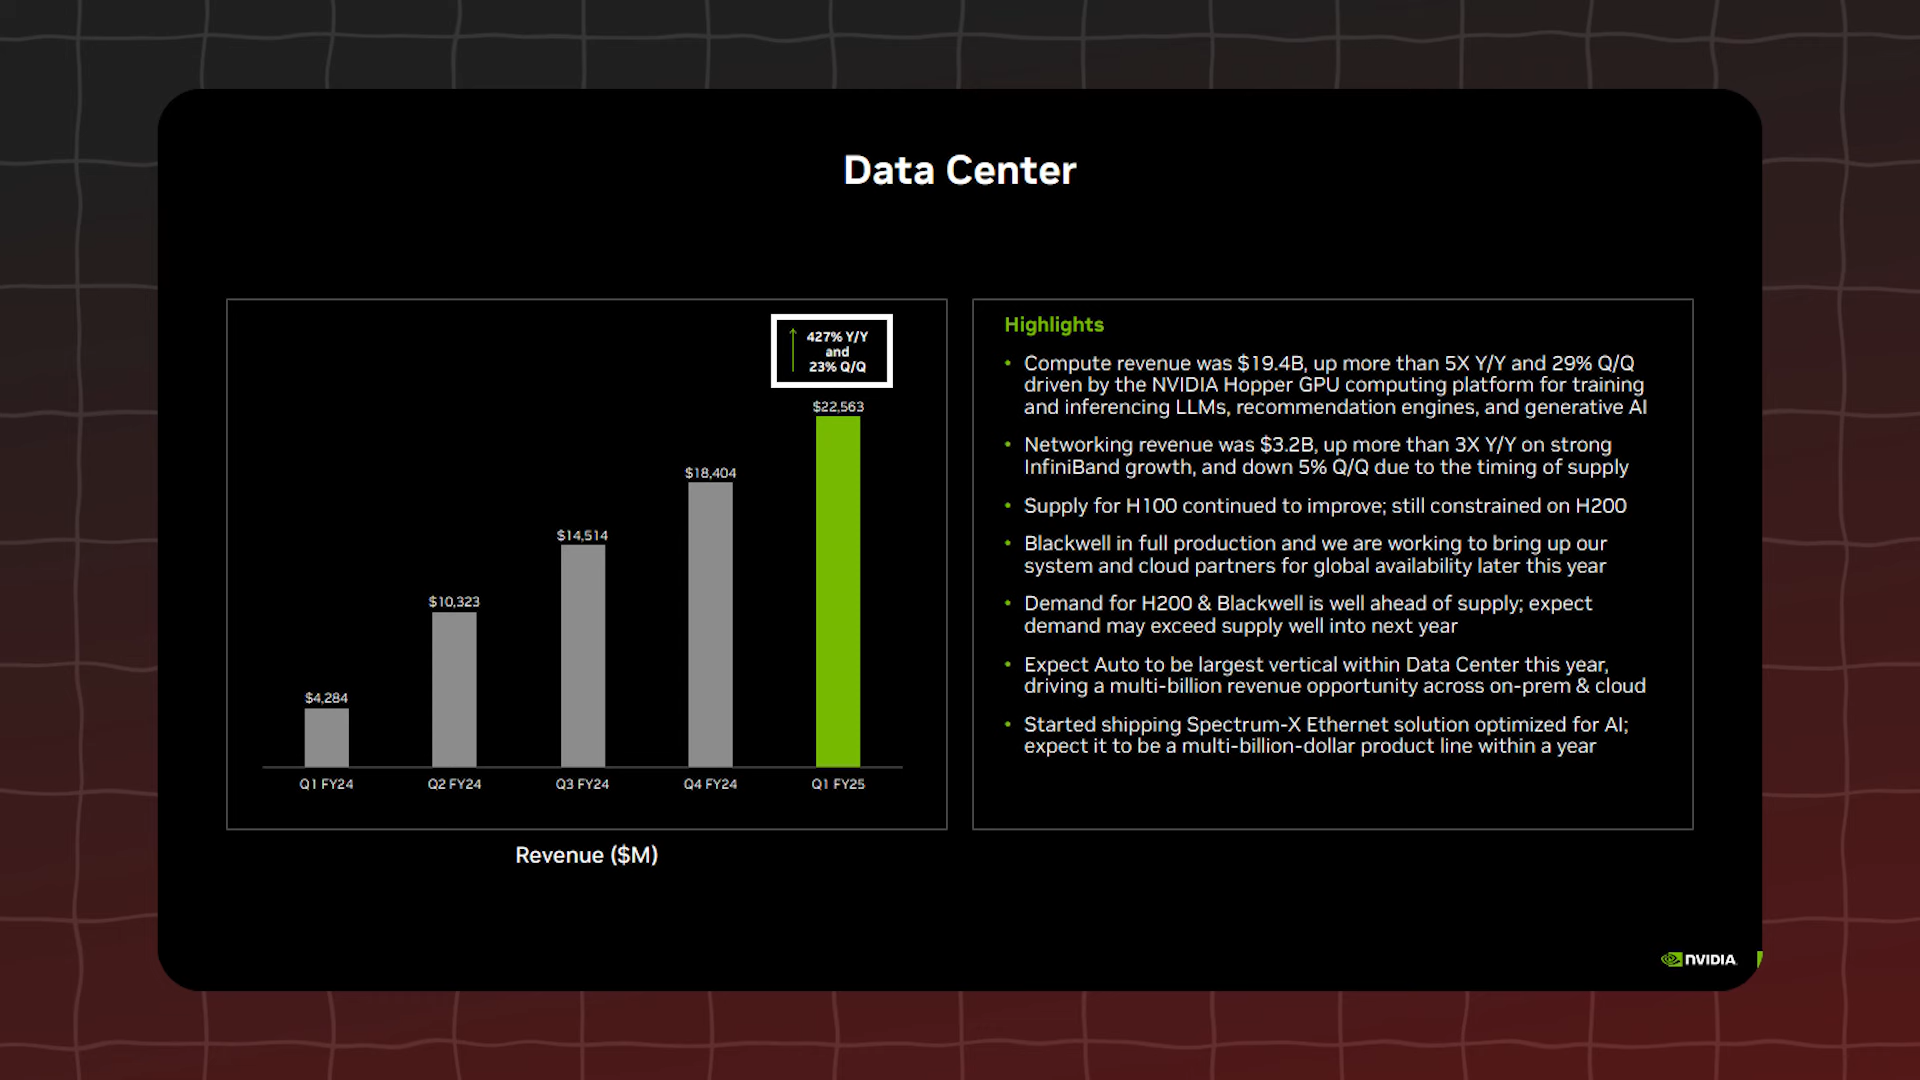 Data Center
427% Y/Y
and
23% Q/Q
$22,563
$18,404
$14,514
$10,323
$4,284
Q1 FY24
Q2 FY24
Q3 FY24
Q4 FY24
Q1 FY25
Revenue ($M)
Highlights
• Compute revenue was $19.4B, up more than 5X Y/Y and 29% Q/Q
driven by the NVIDIA Hopper GPU computing platform for training
and inferencing LLMs, recommendation engines, and generative AI
• Networking revenue was $3.2B, up more than 3X Y/Y on strong
InfiniBand growth, and down 5% Q/Q due to the timing of supply
• Supply for H100 continued to improve; still constrained on H200
• Blackwell in full production and we are working to bring up our
system and cloud partners for global availability later this year
• Demand for H200 & Blackwell is well ahead of supply; expect
demand may exceed supply well into next year
• Expect Auto to be largest vertical within Data Center this year,
driving a multi-billion revenue opportunity across on-prem & cloud
• Started shipping Spectrum-X Ethernet solution optimized for AI;
expect it to be a multi-billion-dollar product line within a year
NVIDIA